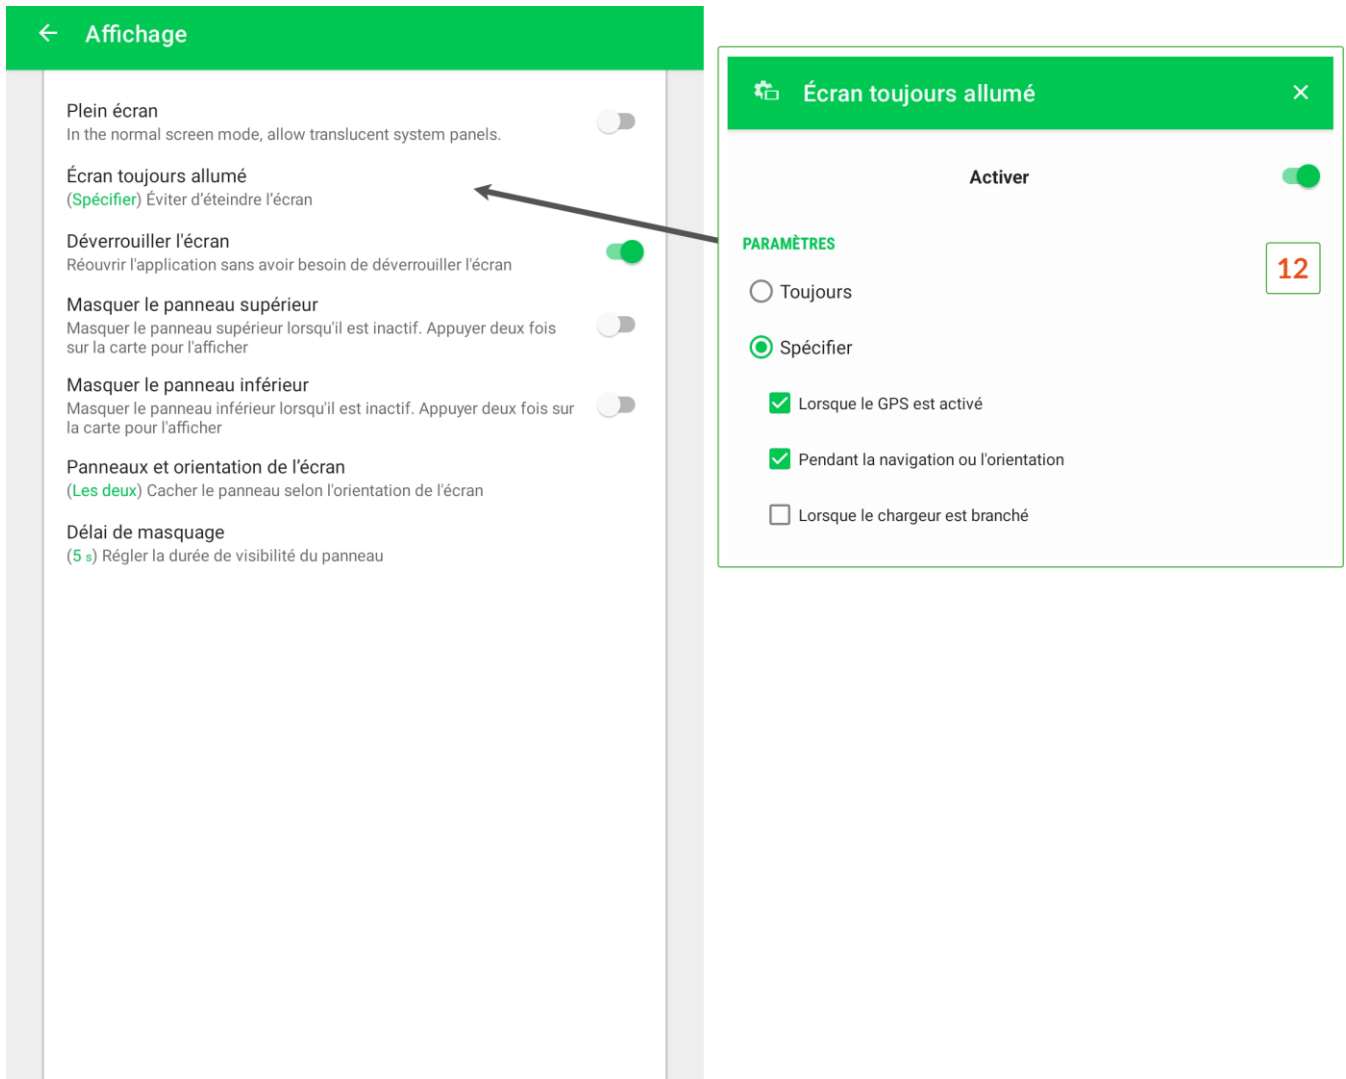 Affichage
Plein écran
In the normal screen mode, allow translucent system panels.
Écran toujours allumé
(Spécifier) Éviter d'éteindre l'écran
Déverrouiller l'écran
Réouvrir l'application sans avoir besoin de déverrouiller l'écran
Masquer le panneau supérieur
Masquer le panneau supérieur lorsqu'il est inactif. Appuyer deux fois
sur la carte pour l'afficher
Masquer le panneau inférieur
Masquer le panneau inférieur lorsqu'il est inactif. Appuyer deux fois sur
la carte pour l'afficher
Panneaux et orientation de l'écran
(Les deux) Cacher le panneau selon l'orientation de l'écran
Délai de masquage
(5 s) Régler la durée de visibilité du panneau
Écran toujours allumé
Activer
PARAMÈTRES
12
Toujours
Spécifier
Lorsque le GPS est activé
Pendant la navigation ou l'orientation
Lorsque le chargeur est branché